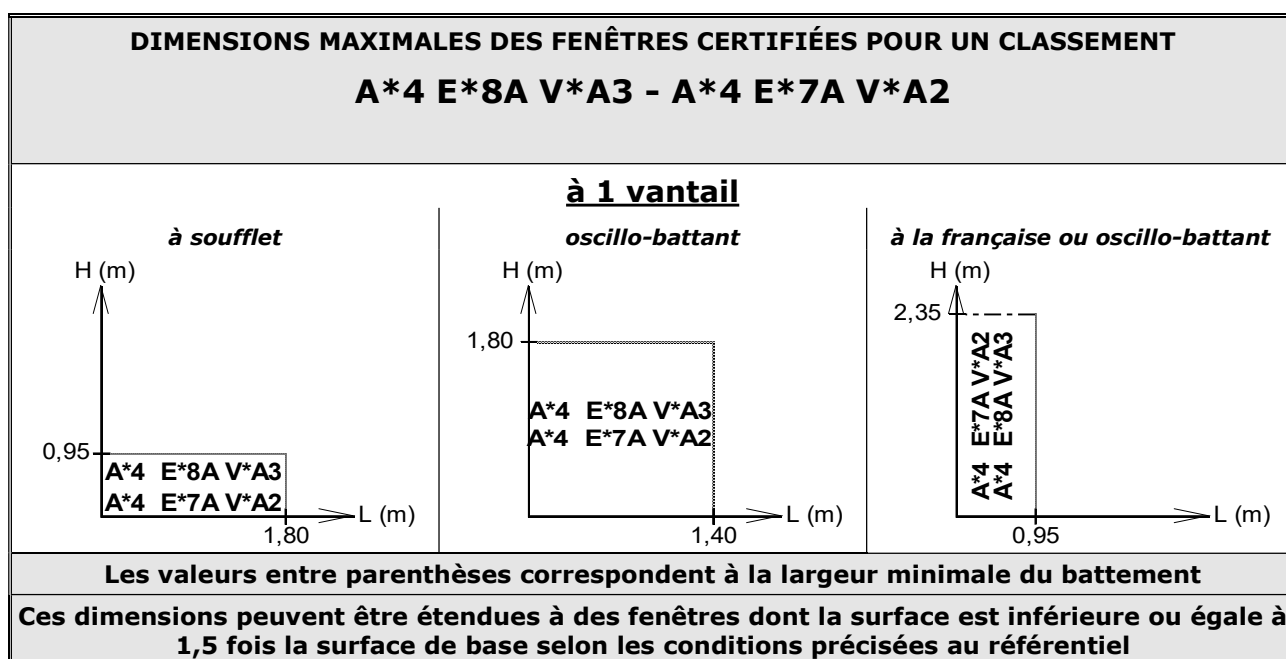 DIMENSIONS MAXIMALES DES FENÊTRES CERTIFIÉES POUR UN CLASSEMENT
A*4 E*8A V*A3 - A*4 E*7A V*A2
à 1 vantail
à soufflet
H (m)
0,95
A*4 E*8A V*A3
A*4 E*7A V*A2
L (m)
1,80
oscillo-battant
H (m)
1,80
A*4 E*8A V*A3
A*4 E*7A V*A2
L (m)
1,40
à la française ou oscillo-battant
H (m)
2,35
A*4 E*7A V*A2
A*4 E*8A V*A3
L (m)
0,95
Les valeurs entre parenthèses correspondent à la largeur minimale du battement
Ces dimensions peuvent être étendues à des fenêtres dont la surface est inférieure ou égale à
1,5 fois la surface de base selon les conditions précisées au référentiel